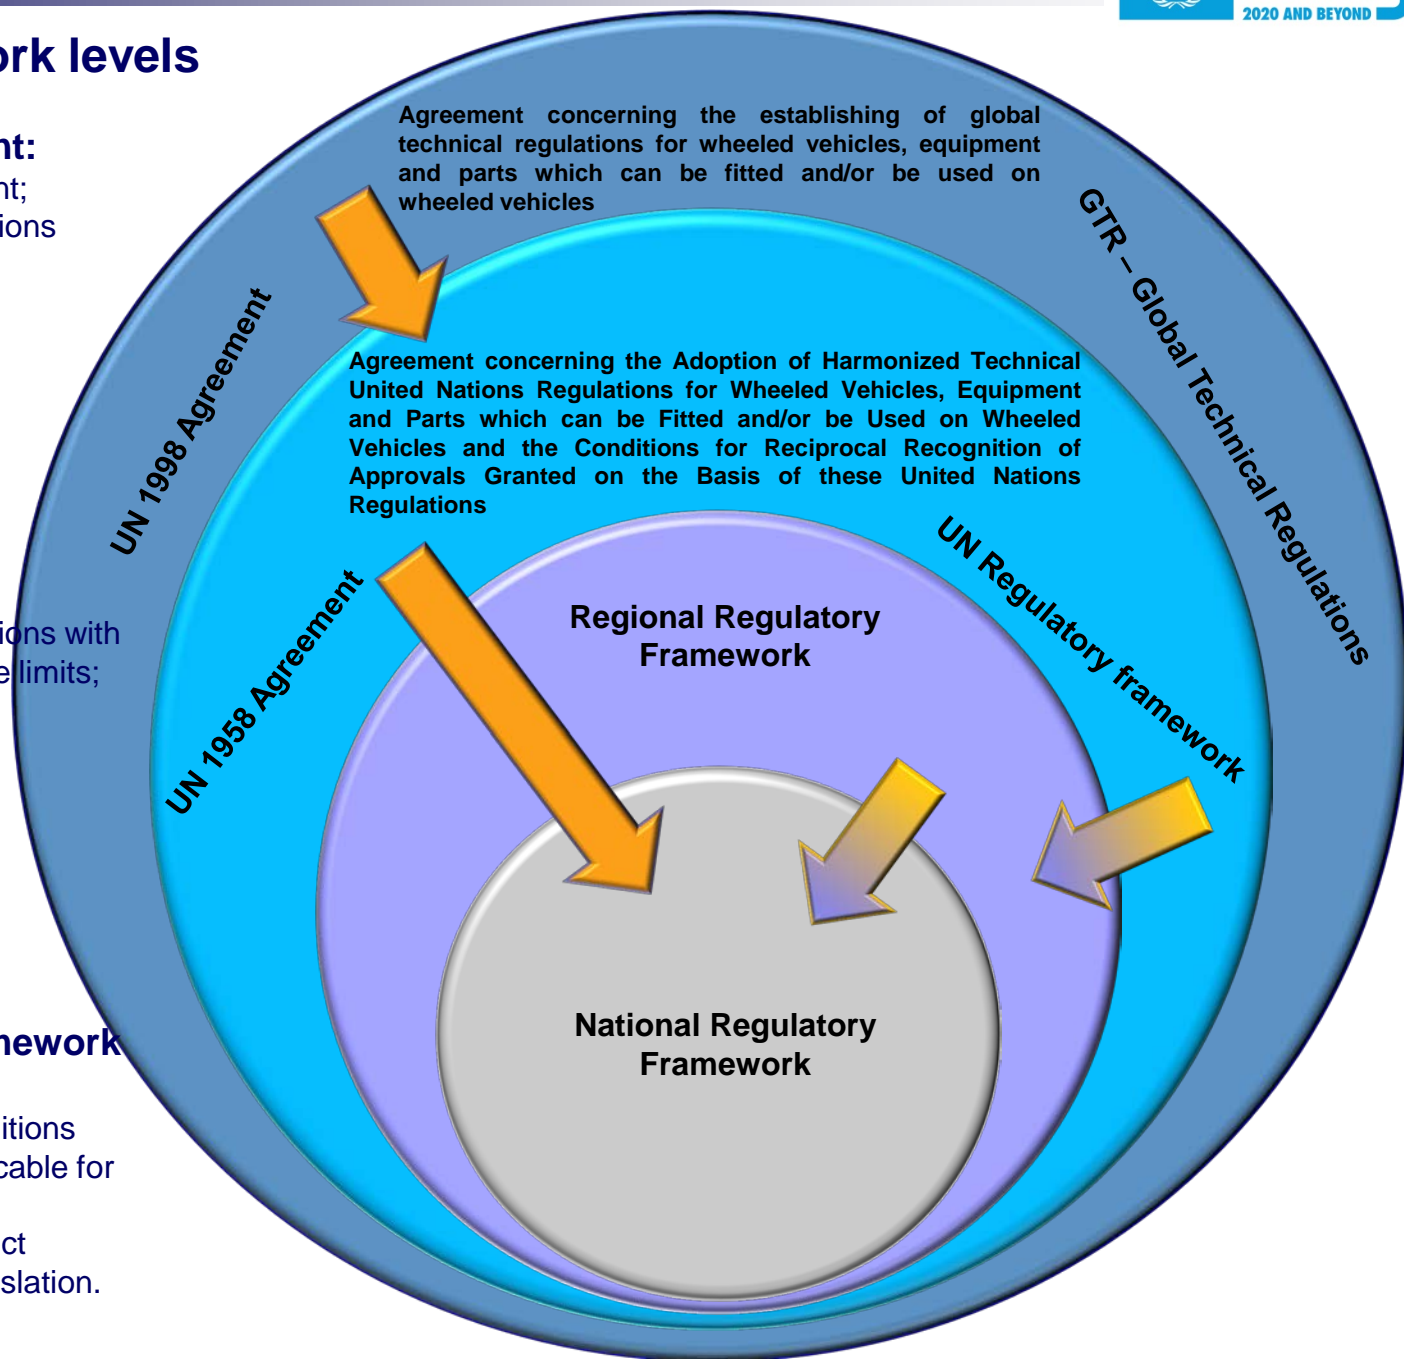 2020 AND BEYOND
ork levels
nt:
nt;
ions
Agreement concerning the establishing of global
technical regulations for wheeled vehicles, equipment
and parts which can be fitted and/or be used on
wheeled vehicles
UN 1998 Agreement
GTR – Global Technical Regulations
Agreement concerning the Adoption of Harmonized Technical
United Nations Regulations for Wheeled Vehicles, Equipment
and Parts which can be Fitted and/or be Used on Wheeled
Vehicles and the Conditions for Reciprocal Recognition of
Approvals Granted on the Basis of these United Nations
Regulations
UN 1958 Agreement
UN Regulatory framework
ions with
e limits;
Regional Regulatory
Framework
National Regulatory
Framework
nework
itions
cable for
ct
slation.